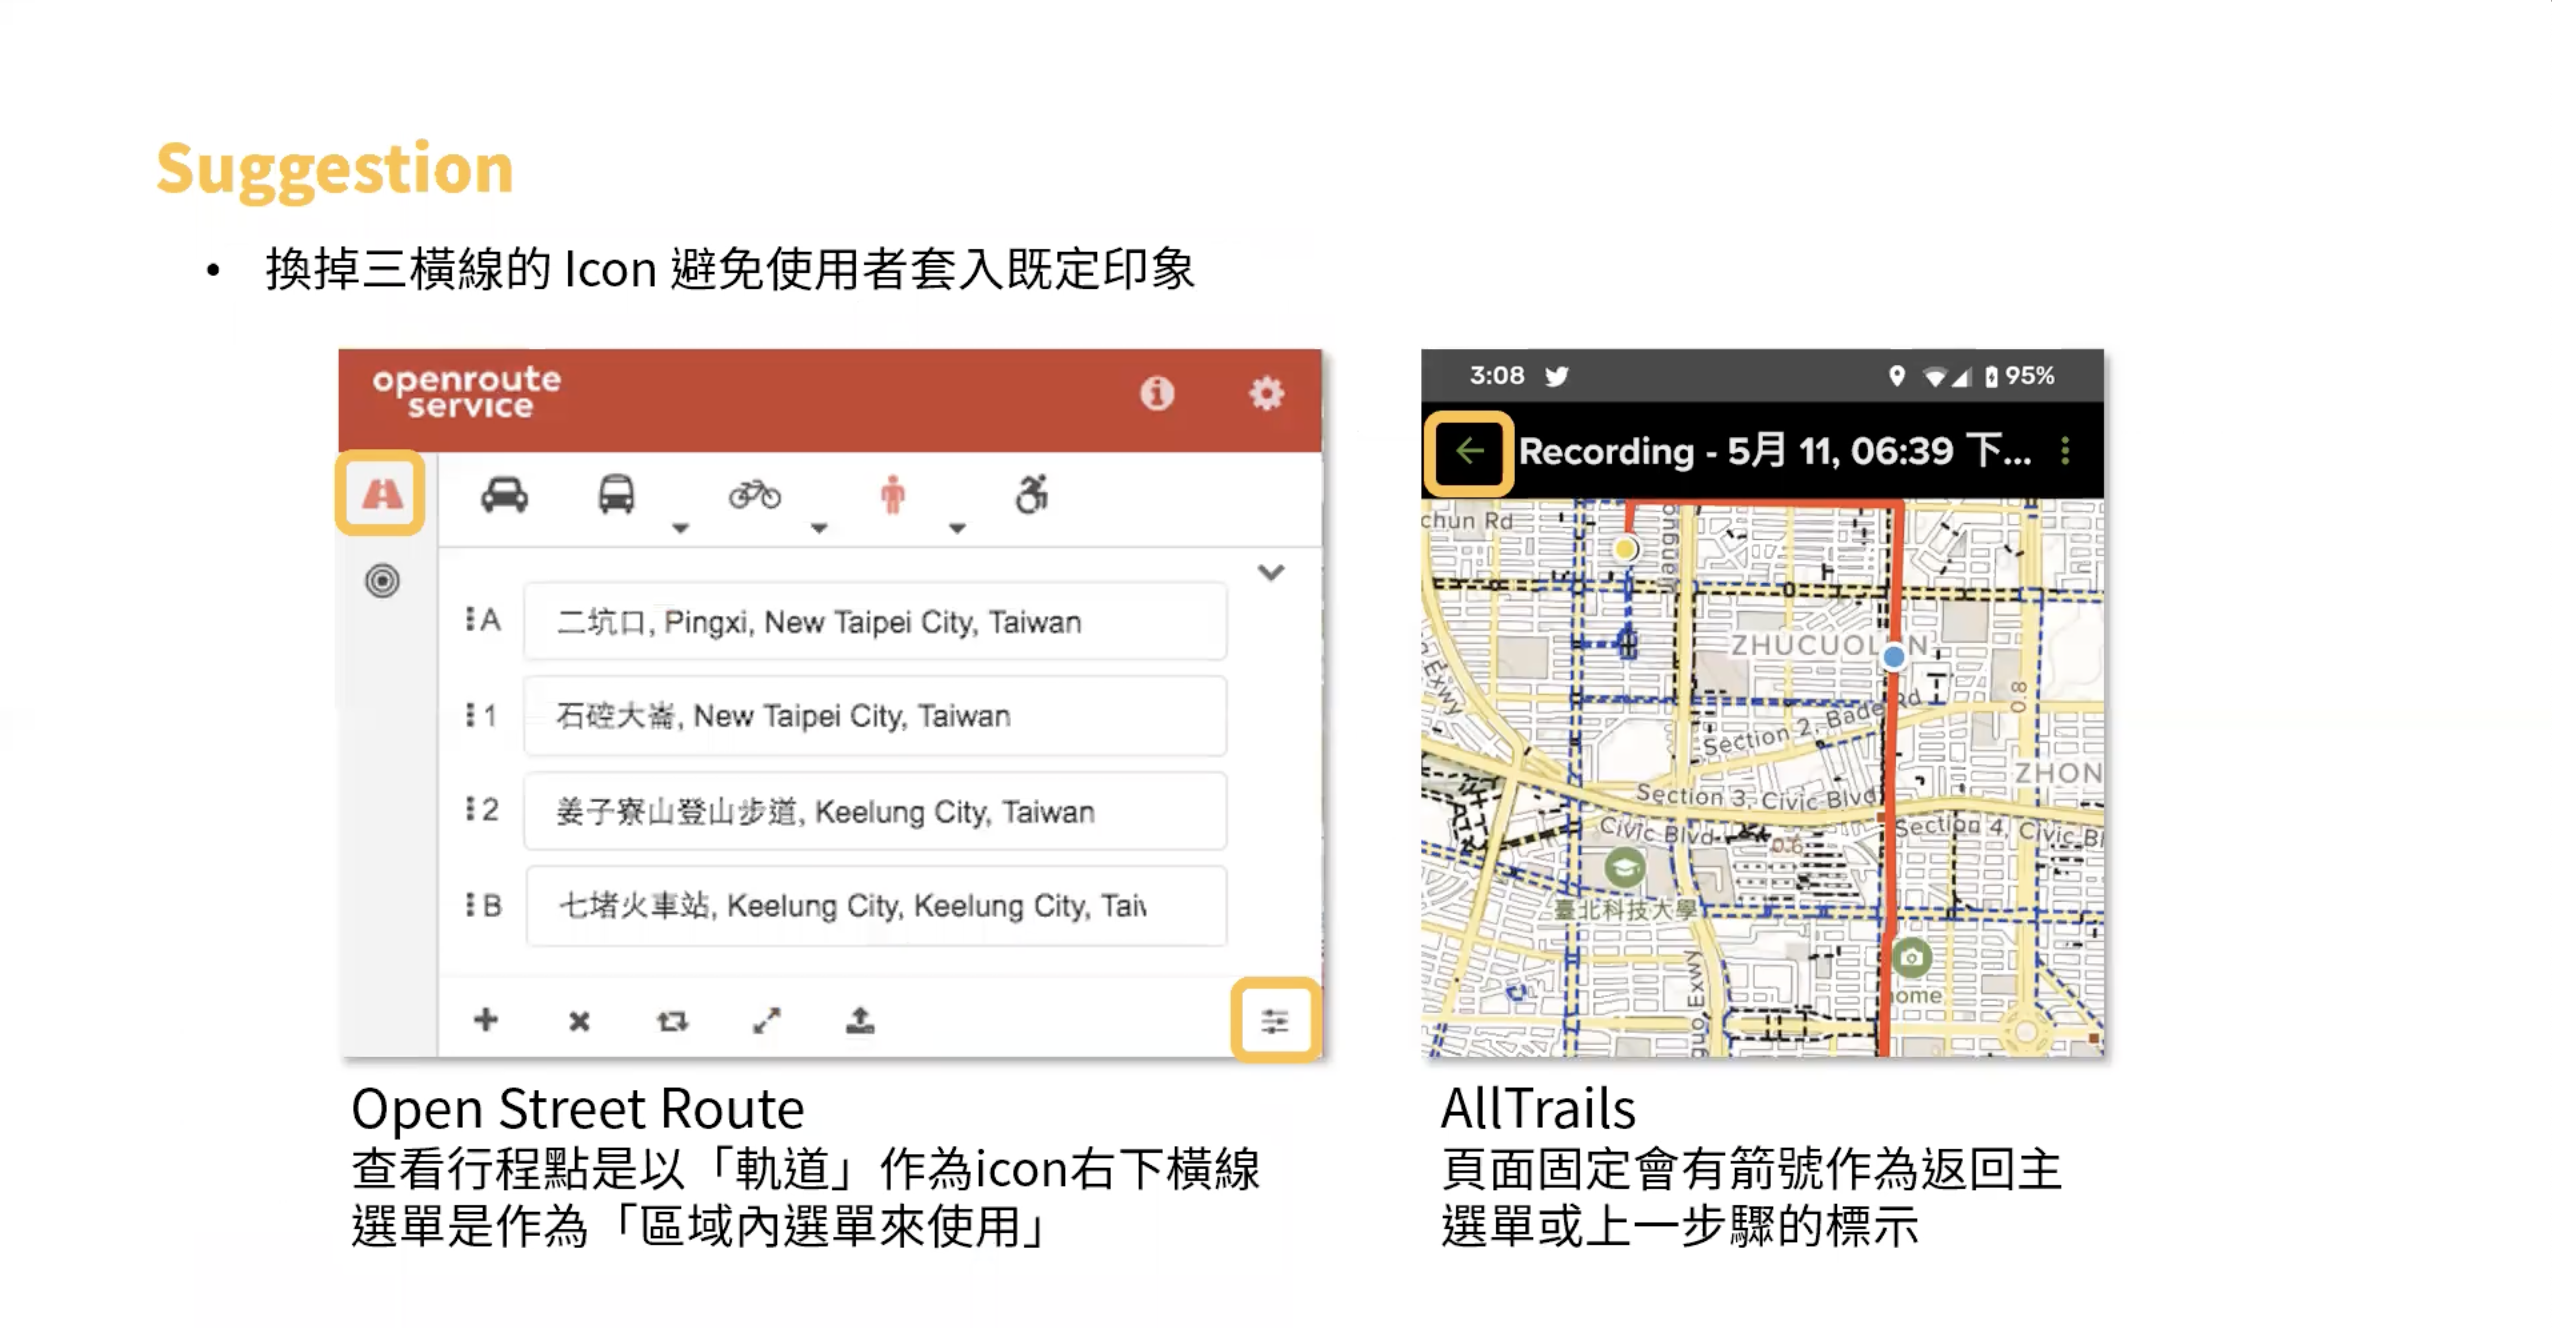 Suggestion
• 換掉三橫線的 Icon 避免使用者套入既定印象
openroute
service
A 二坑口, Pingxi, New Taipei City, Taiwan
1 石硿大崙, New Taipei City, Taiwan
2 姜子寮山登山步道, Keelung City, Taiwan
B 七堵火車站, Keelung City, Keelung City, Taiw
3:08
95%
Recording - 5月 11, 06:39 下...
chun Rd
Jianguo
ZHUCUOLUN
Exwy
0.8
Section 2, Bade Rd
ZHON
Section 3, Civic Blvd
Civic Blvd
Section 4, Civic Bl
0.6
臺北科技大學
guo Exwy
home
Open Street Route
查看行程點是以「軌道」作為icon右下橫線
選單是作為「區域內選單來使用」
AllTrails
頁面固定會有箭號作為返回主
選單或上一步驟的標示